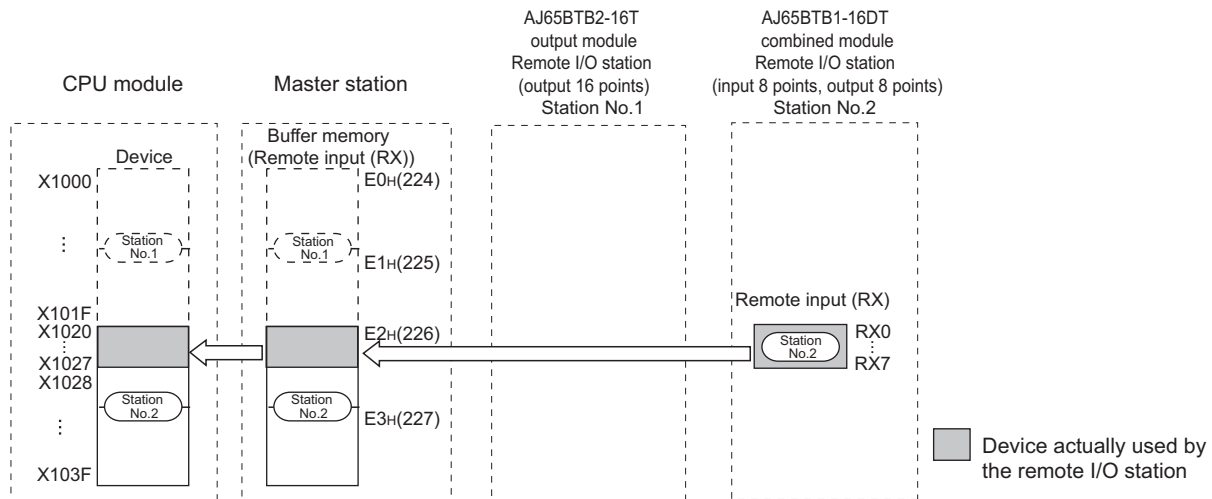 AJ65BTB2-16T
output module
Remote I/O station
(output 16 points)
Station No.1
AJ65BTB1-16DT
combined module
Remote I/O station
(input 8 points, output 8 points)
Station No.2
CPU module
Master station
Device
Buffer memory
(Remote input (RX))
X1000
⋮
X101F
X1020
⋮
X1027
X1028
⋮
X103F
Station
No.1
Station
No.2
E0H(224)
Station
No.1
E1H(225)
E2H(226)
Station
No.2
E3H(227)
Remote input (RX)
Station
No.2
RX0
⋮
RX7
Device actually used by
the remote I/O station